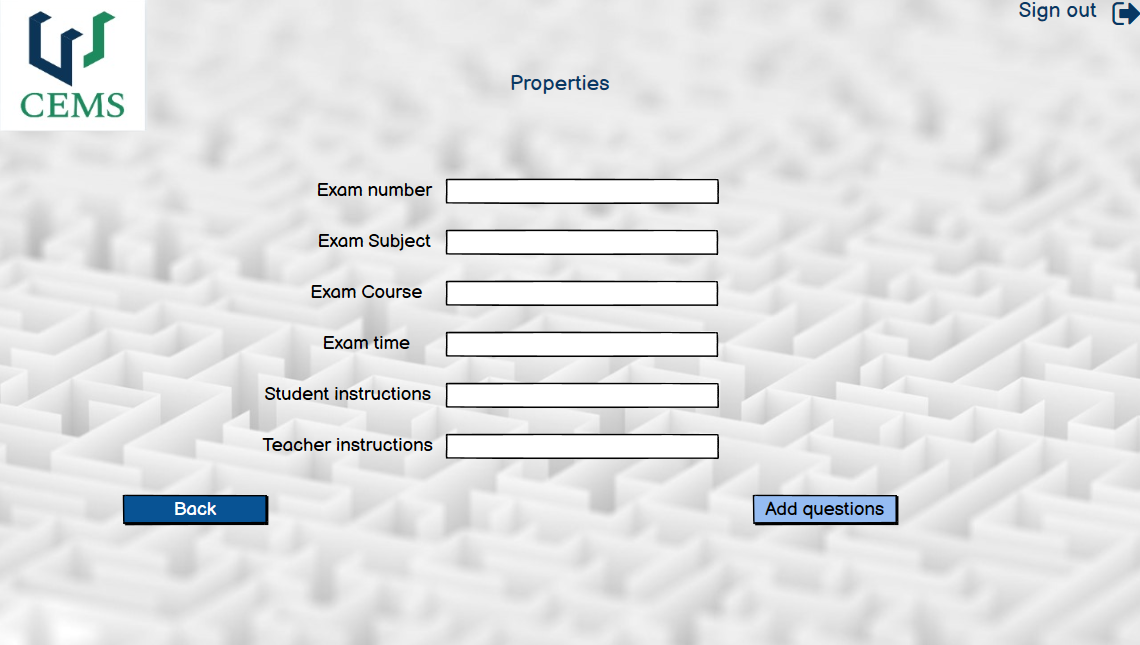 Sign out
CEMS
Properties
Exam number
Exam Subject
Exam Course
Exam time
Student instructions
Teacher instructions
Back
Add questions